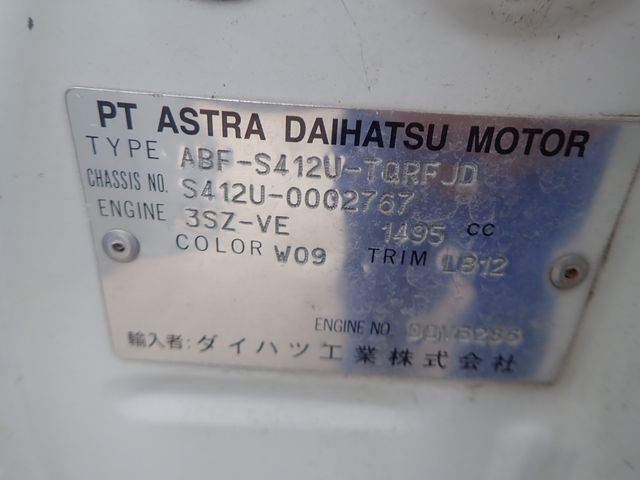 PT ASTRA DAIHATSU MOTOR
TYPE ABF-S412U-TQRFJD
CHASSIS NO. S412U-0002767
ENGINE 3SZ-VE 1495 CC
COLOR W09 TRIM LB12
ENGINE NO.
輸入者:ダイハツ工業株式会社